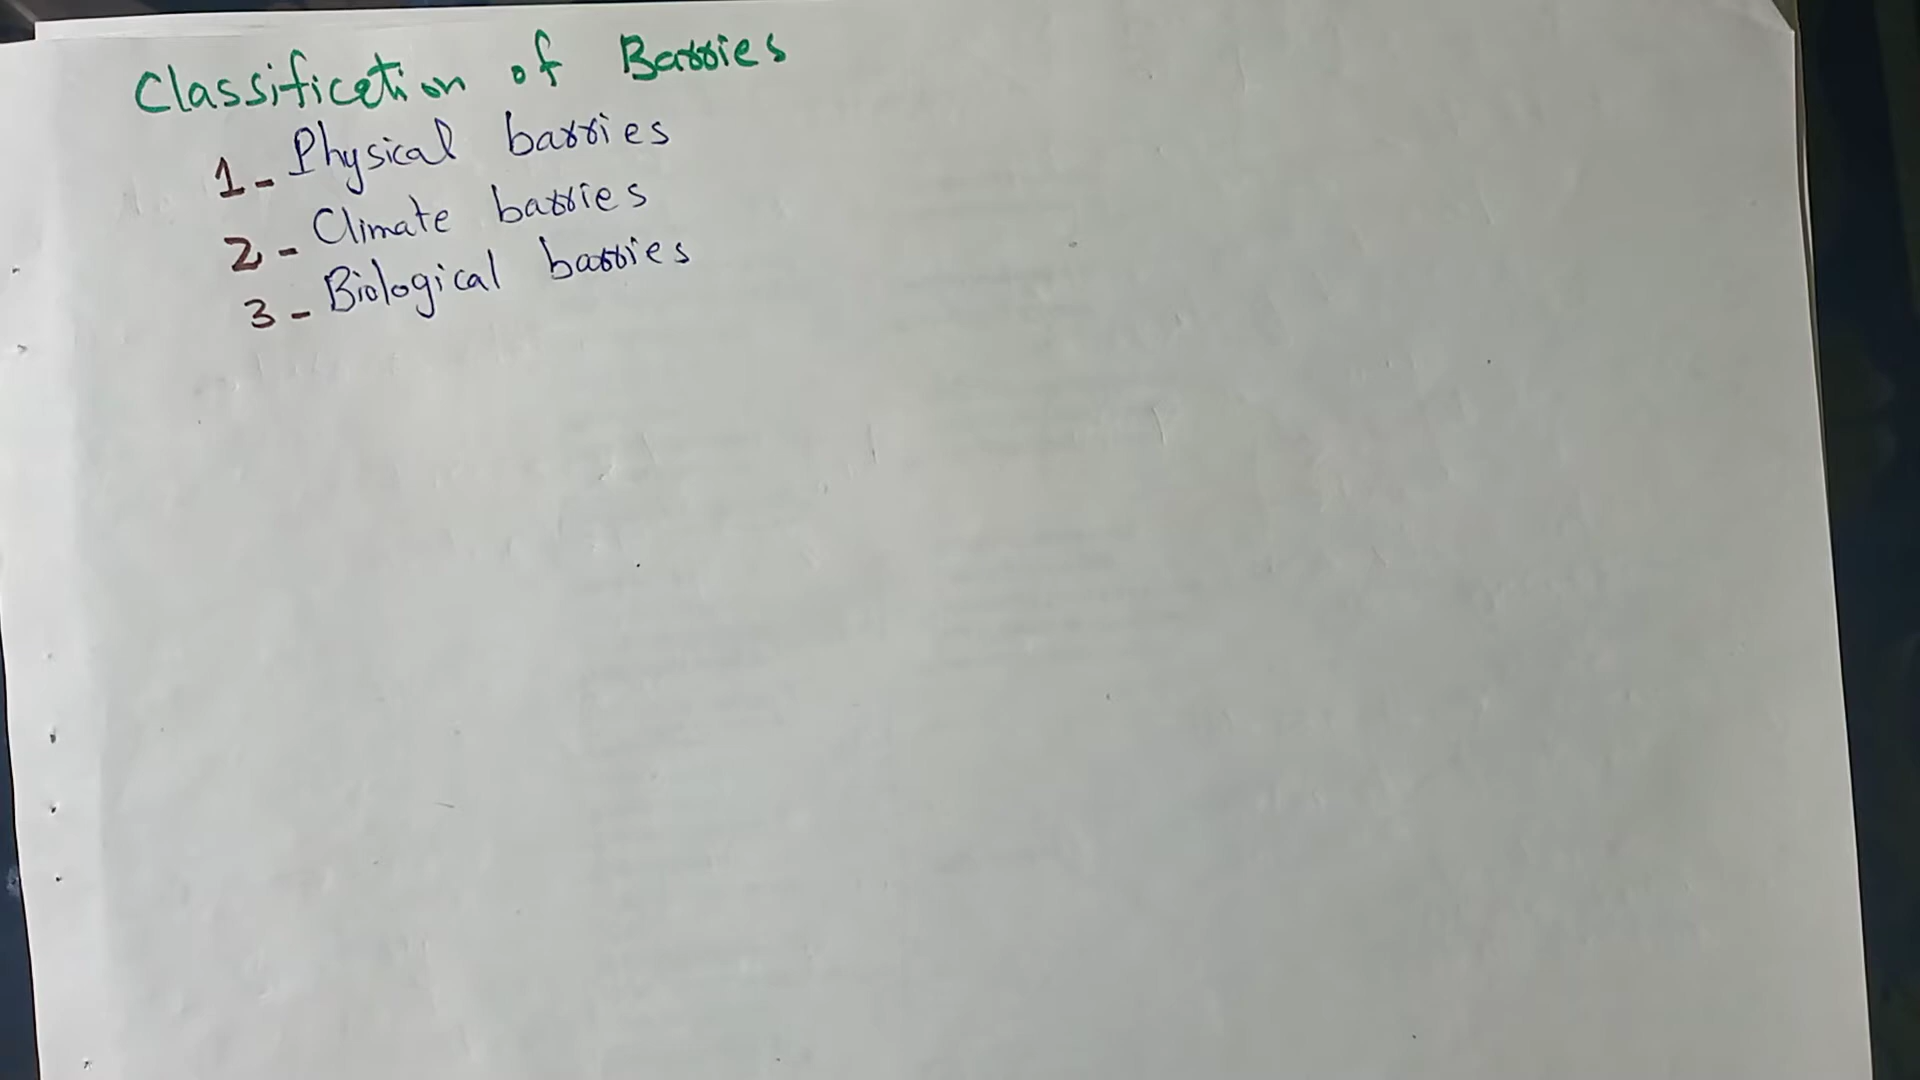 Classification of Barries
1- Physical barries
2- Climate barries
3- Biological barries